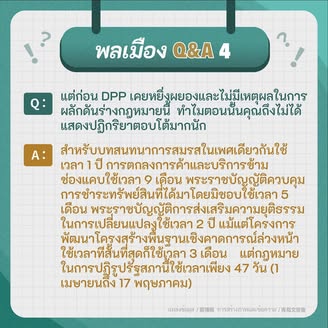 พลเมือง Q&A 4
Q : แต่ก่อน DPP เคยหยิ่งผยองและไม่มีเหตุผลในการ
ผลักดันร่างกฎหมายนี้ ทำไมตอนนั้นคุณถึงไม่ได้
แสดงปฏิกริยาตอบโต้มากนัก
A : สำหรับบทสนทนาการสมรสในเพศเดียวกันใช้
เวลา 1 ปี การตกลงการค้าและบริการข้าม
ช่องแคบใช้เวลา 9 เดือน พระราชบัญญัติควบคุม
การชำระทรัพย์สินที่ได้มาโดยมิชอบใช้เวลา 5
เดือน พระราชบัญญัติการส่งเสริมความยุติธรรม
ในการเปลี่ยนแปลงใช้เวลา 2 ปี แม้แต่โครงการ
พัฒนาโครงสร้างพื้นฐานเชิงคาดการณ์ล่วงหน้า
ใช้เวลาที่สั้นที่สุดก็ใช้เวลา 3 เดือน แต่กฎหมาย
ในการปฏิรูปรัฐสภานี้ใช้เวลาเพียง 47 วัน (1
เมษายนถึง 17 พฤษภาคม)